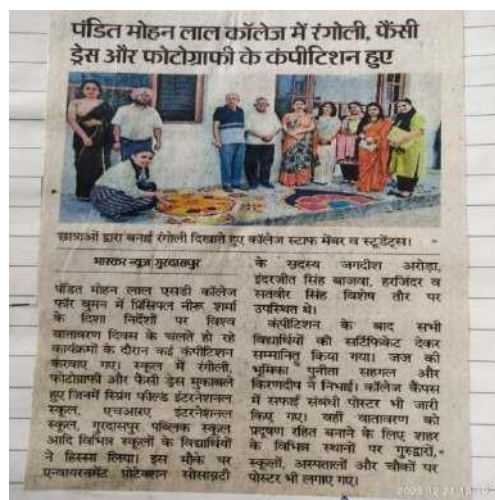 पंडित मोहन लाल कॉलेज में रंगोली, फैंसी
ड्रेस और फोटोग्राफी के कंपीटिशन हुए
छात्राओं द्वारा बनाई रंगोली दिखाते हुए कॉलेज स्टाफ मेंबर व स्टूडेंट्स।
भास्कर न्यूज|गुरदासपुर
पंडित मोहन लाल एसडी कॉलेज
फॉर वुमन में प्रिंसिपल नीरू शर्मा
के दिशा निर्देशों पर विश्व
वातावरण दिवस के चलते हो रहे
कार्यक्रमों के दौरान कई कंपीटिशन
करवाए गए। स्कूल में रंगोली,
फोटोग्राफी और फैंसी ड्रेस मुकाबले
हुए जिनमें स्प्रिंग फील्ड इंटरनेशनल
स्कूल, एचआरए इंटरनेशनल
स्कूल, गुरदासपुर पब्लिक स्कूल
आदि विभिन्न स्कूलों के विद्यार्थियों
ने हिस्सा लिया। इस मौके पर
एन्वायरनमेंट प्रोटेक्शन सोसायटी
के सदस्य जगदीश अरोड़ा,
इंदरजीत सिंह बाजवा, हरजिंदर व
सतबीर सिंह विशेष तौर पर
उपस्थित थे।
कंपीटिशन के बाद सभी
विद्यार्थियों को सर्टिफिकेट देकर
सम्मानित किया गया। जज की
भूमिका पुनीता सहगल और
किरणदीप ने निभाई। कॉलेज कैंपस
में सफाई संबंधी पोस्टर भी जारी
किए गए। वहीं वातावरण को
प्रदूषण रहित बनाने के लिए शहर
के विभिन्न स्थानों पर गुरुद्वारों,
स्कूलों, अस्पतालों और चौकों पर
पोस्टर भी लगाए गए।